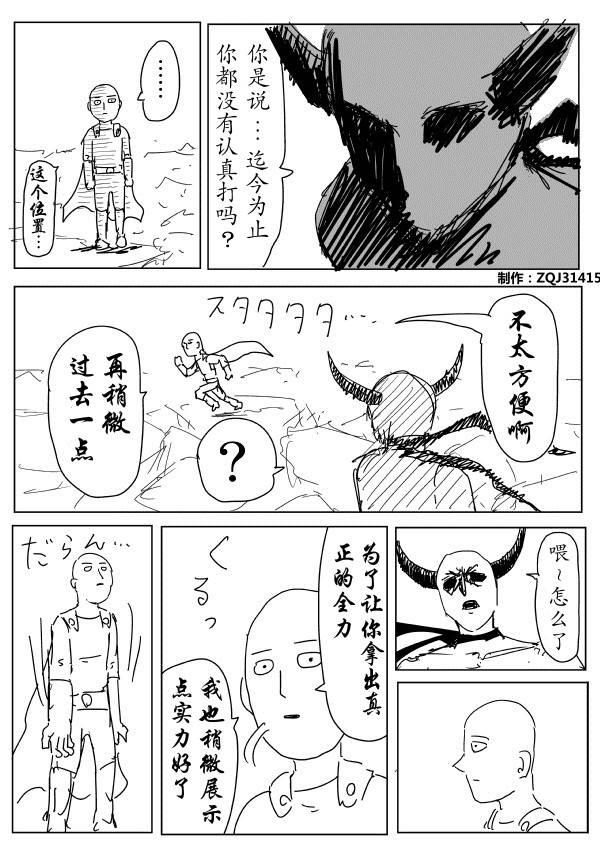 你是说…迄今为止
你都没有认真打吗？
……
这个位置…
制作：ZQJ31415
不太方便啊
スタタタタ…
再稍微
过去一点
？
喂～怎么了
为了让你拿出真
正的全力
くるっ
我也稍微展示
点实力好了
だらん…